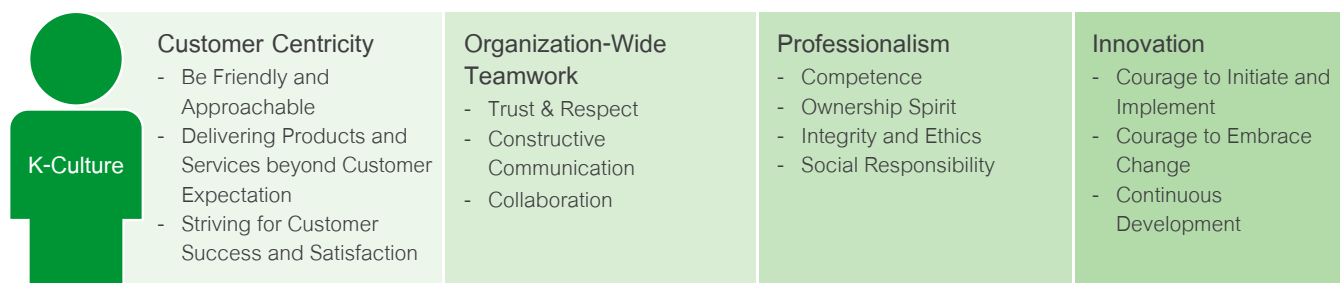 K-Culture
Customer Centricity
- Be Friendly and
Approachable
- Delivering Products and
Services beyond Customer
Expectation
- Striving for Customer
Success and Satisfaction
Organization-Wide
Teamwork
- Trust & Respect
- Constructive
Communication
- Collaboration
Professionalism
- Competence
- Ownership Spirit
- Integrity and Ethics
- Social Responsibility
Innovation
- Courage to Initiate and
Implement
- Courage to Embrace
Change
- Continuous
Development